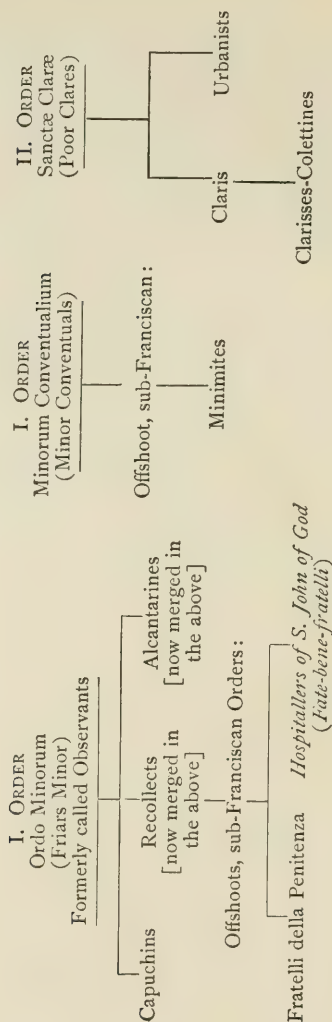 I. ORDER
Ordo Minorum
(Friars Minor)
Formerly called Observants
Capuchins
Recollects
[now merged in
the above]
Alcantarines
[now merged in
the above]
Offshoots, sub-Franciscan Orders:
Fratelli della Penitenza
Hospitallers of S. John of God
(Fate-bene-fratelli)
I. ORDER
Minorum Conventualium
(Minor Conventuals)
Offshoot, sub-Franciscan:
Minimites
II. ORDER
Sanctæ Claræ
(Poor Clares)
Claris
Urbanists
Clarisses-Colettines